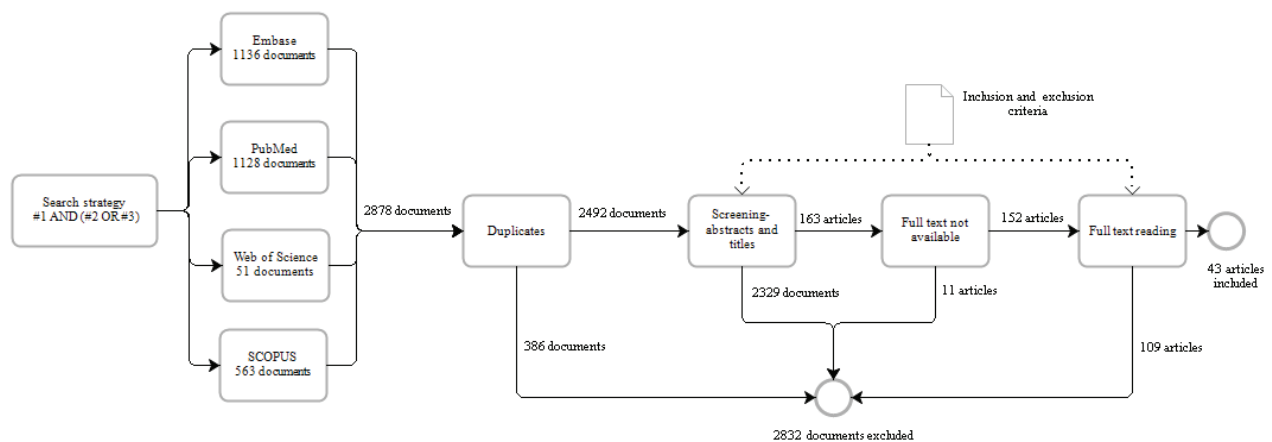 Embase
1136 documents
PubMed
1128 documents
Search strategy
#1 AND (#2 OR #3)
Web of Science
51 documents
SCOPUS
563 documents
2878 documents
Duplicates
2492 documents
386 documents
Inclusion and exclusion
criteria
Screening-
abstracts and
titles
163 articles
Full text not
available
152 articles
Full text reading
43 articles
included
2329 documents
11 articles
109 articles
2832 documents excluded